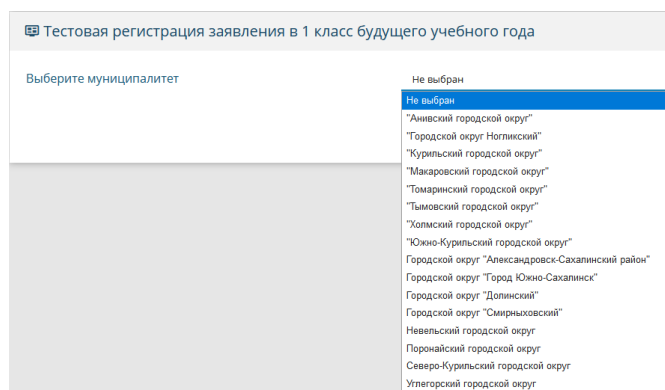 Тестовая регистрация заявления в 1 класс будущего учебного года
Выберите муниципалитет
Не выбран
Не выбран
"Анивский городской округ"
"Городской округ Ногликский"
"Курильский городской округ"
"Макаровский городской округ"
"Томаринский городской округ"
"Тымовский городской округ"
"Холмский городской округ"
"Южно-Курильский городской округ"
Городской округ "Александровск-Сахалинский район"
Городской округ "Город Южно-Сахалинск"
Городской округ "Долинский"
Городской округ "Смирныховский"
Невельский городской округ
Поронайский городской округ
Северо-Курильский городской округ
Углегорский городской округ